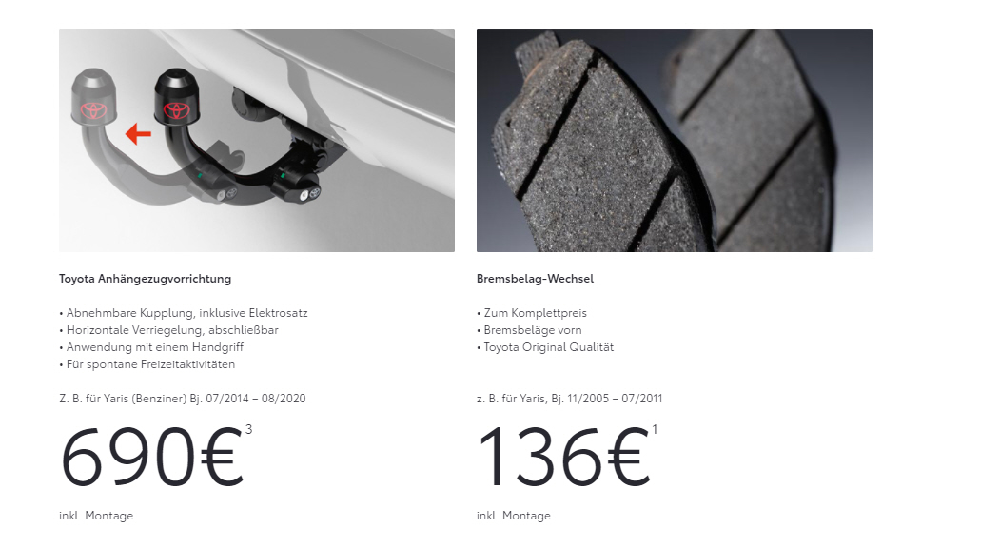 Toyota Anhängezugvorrichtung
• Abnehmbare Kupplung, inklusive Elektrosatz
• Horizontale Verriegelung, abschließbar
• Anwendung mit einem Handgriff
• Für spontane Freizeitaktivitäten
Z. B. für Yaris (Benziner) Bj. 07/2014 – 08/2020
690€ 3
inkl. Montage
Bremsbelag-Wechsel
• Zum Komplettpreis
• Bremsbeläge vorn
• Toyota Original Qualität
z. B. für Yaris, Bj. 11/2005 – 07/2011
136€ 1
inkl. Montage